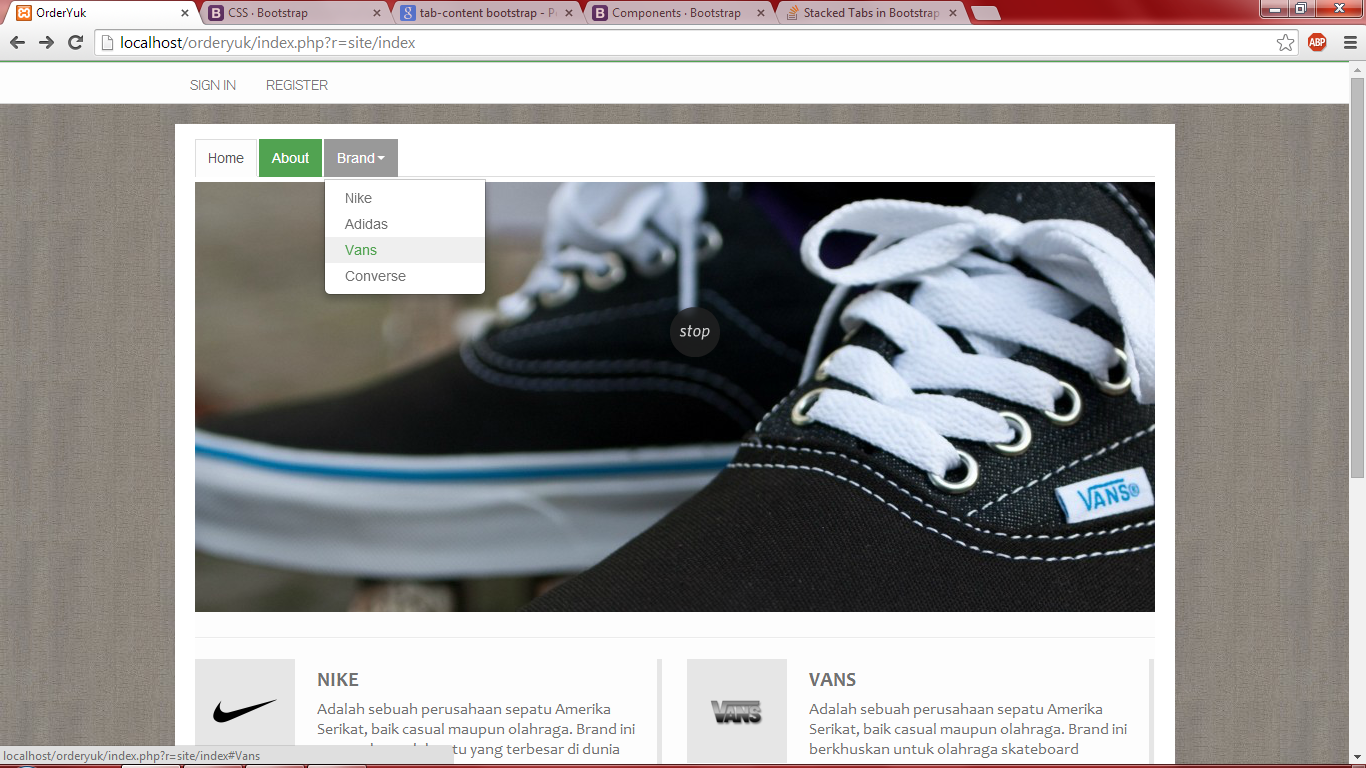 OrderYuk
CSS · Bootstrap
tab-content bootstrap - P
Components · Bootstrap
Stacked Tabs in Bootstrap
localhost/orderyuk/index.php?r=site/index
ABP
SIGN IN REGISTER
Home About Brand
Nike
Adidas
Vans
Converse
stop
VANS
NIKE
Adalah sebuah perusahaan sepatu Amerika
Serikat, baik casual maupun olahraga. Brand ini
yang terbesar di dunia
VANS
VANS
Adalah sebuah perusahaan sepatu Amerika
Serikat, baik casual maupun olahraga. Brand ini
berkhuskan untuk olahraga skateboard
localhost/orderyuk/index.php?r=site/index#Vans